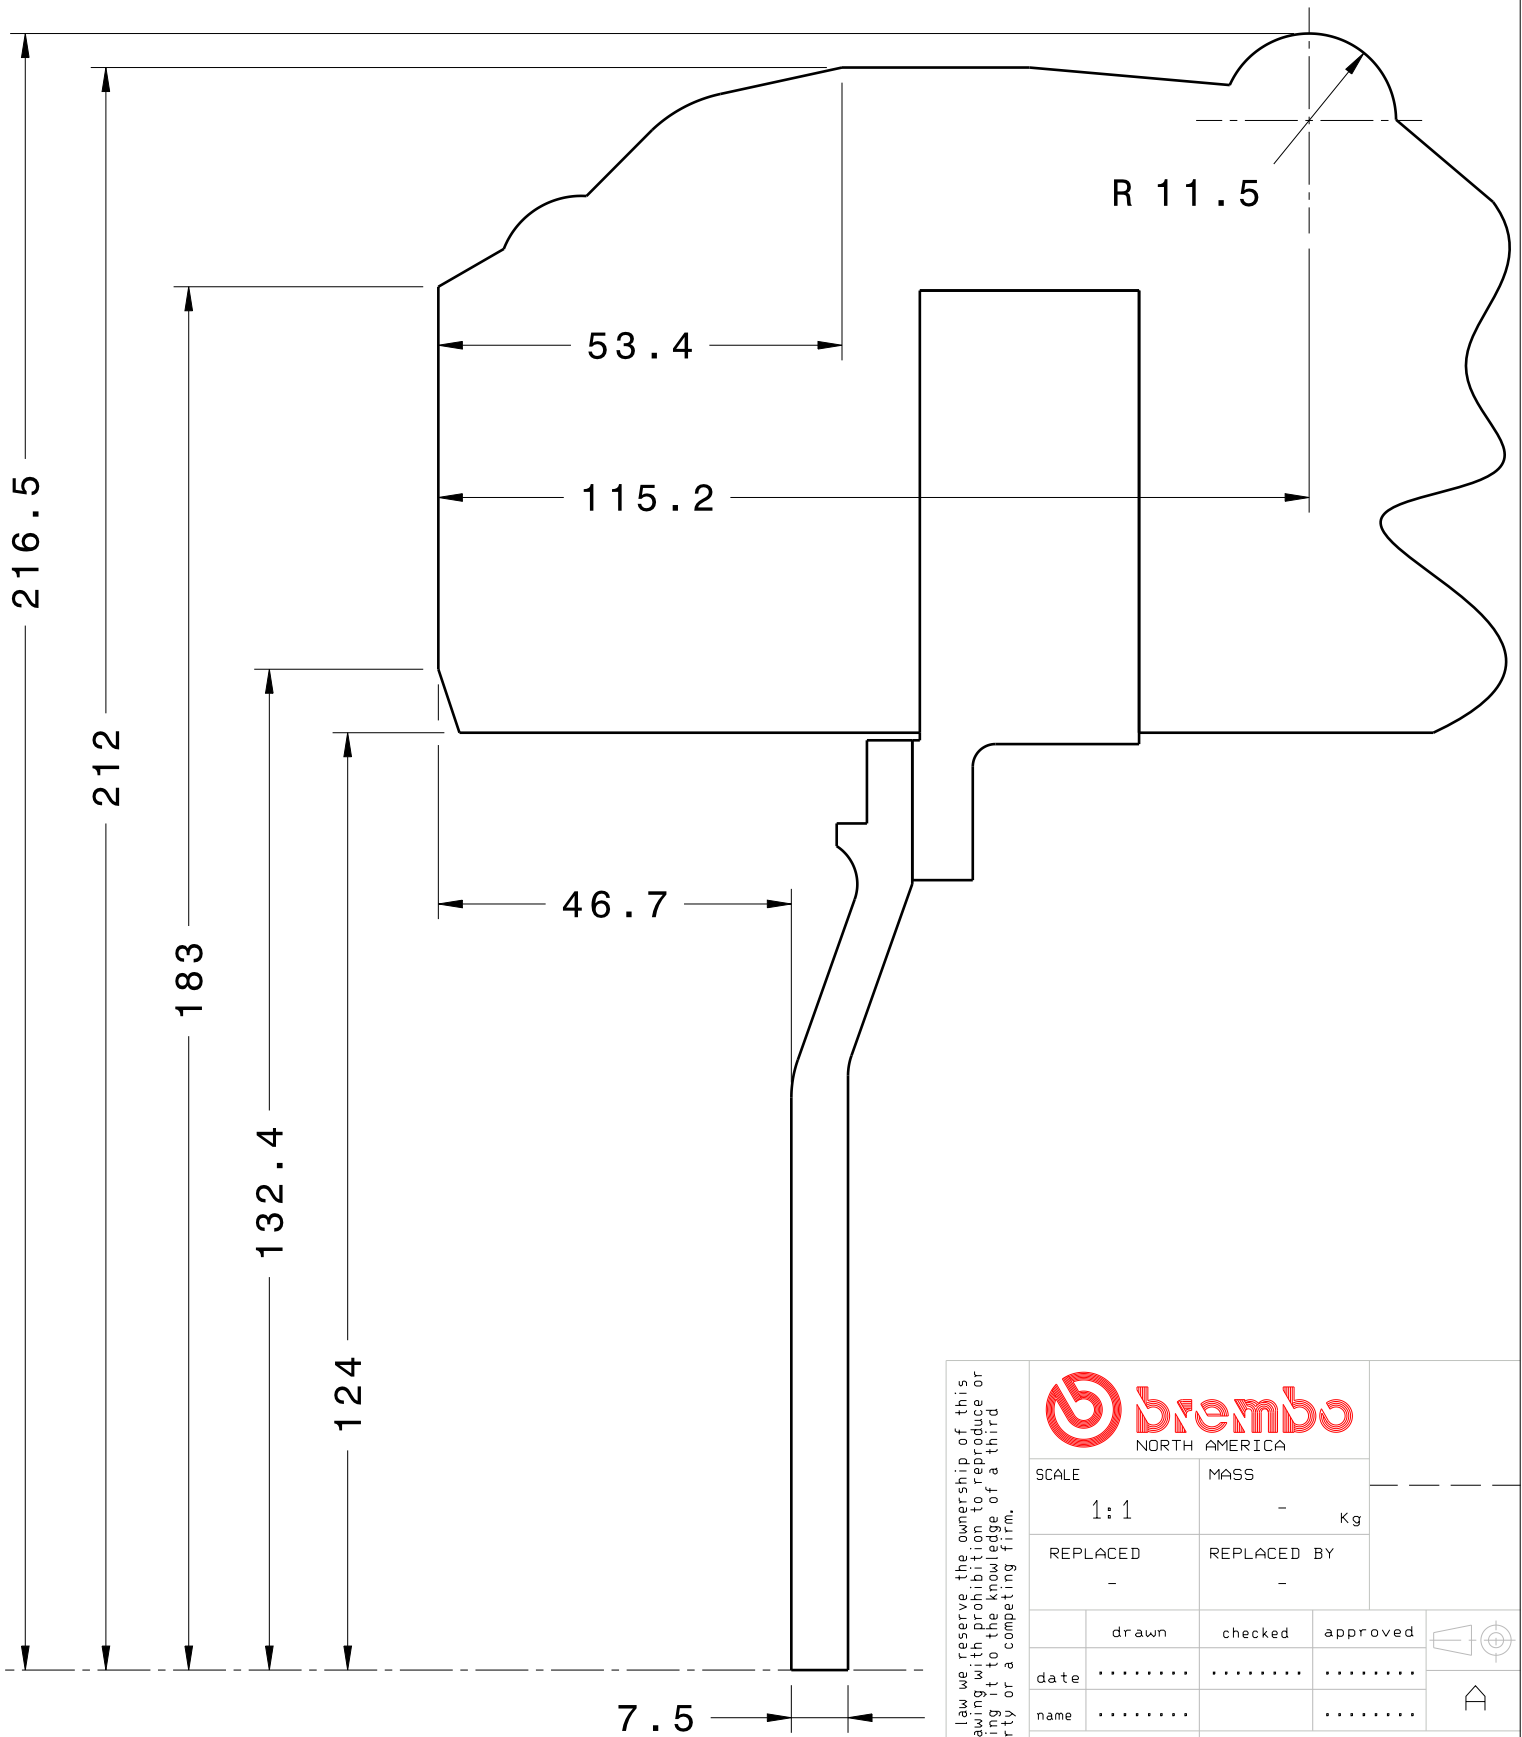 R 11.5
53.4
115.2
216.5
212
46.7
183
132.4
124
7.5
law we reserve the ownership of this
awing with prohibition to reproduce or
ing it to the knowledge of a third
rty or a competing firm.
brembo
NORTH AMERICA
SCALE
MASS
1:1
-
Kg
REPLACED
REPLACED BY
-
-
drawn checked approved
date ........ ........ ........
name ........ ........
A